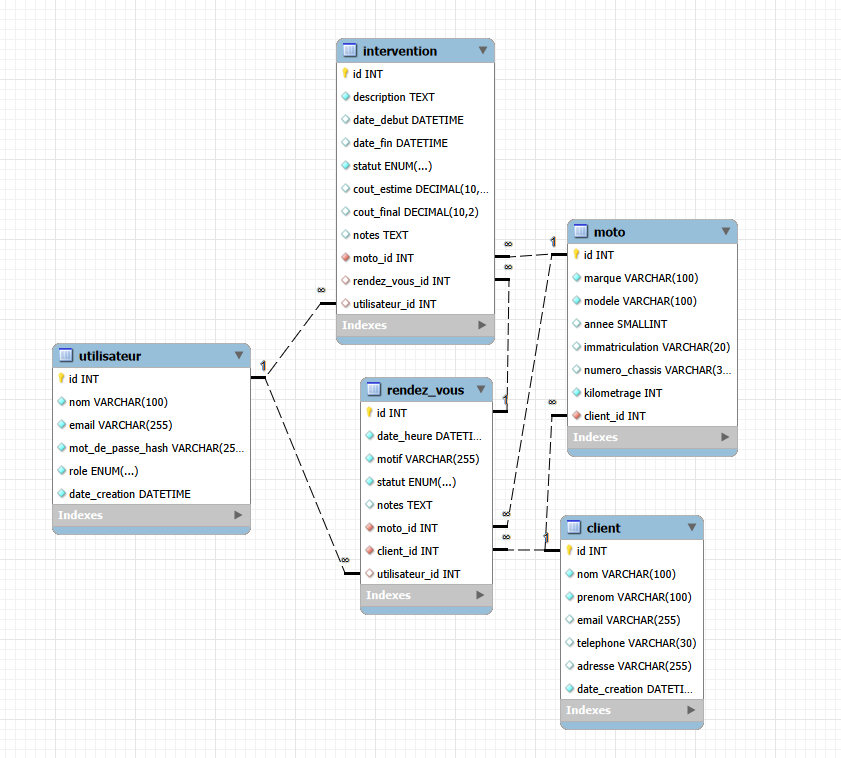 intervention
id INT
description TEXT
date_debut DATETIME
date_fin DATETIME
statut ENUM(...)
cout_estime DECIMAL(10,...
cout_final DECIMAL(10,2)
notes TEXT
moto_id INT
rendez_vous_id INT
utilisateur_id INT
Indexes
∞
∞
∞
1
moto
id INT
marque VARCHAR(100)
modele VARCHAR(100)
annee SMALLINT
immatriculation VARCHAR(20)
numero_chassis VARCHAR(3...
kilometrage INT
client_id INT
Indexes
∞
utilisateur
id INT
nom VARCHAR(100)
email VARCHAR(255)
mot_de_passe_hash VARCHAR(25...
role ENUM(...)
date_creation DATETIME
Indexes
1
rendez_vous
id INT
date_heure DATETI...
motif VARCHAR(255)
statut ENUM(...)
notes TEXT
moto_id INT
client_id INT
utilisateur_id INT
Indexes
1
∞
∞
∞
1
client
id INT
nom VARCHAR(100)
prenom VARCHAR(100)
email VARCHAR(255)
telephone VARCHAR(30)
adresse VARCHAR(255)
date_creation DATETI...
Indexes